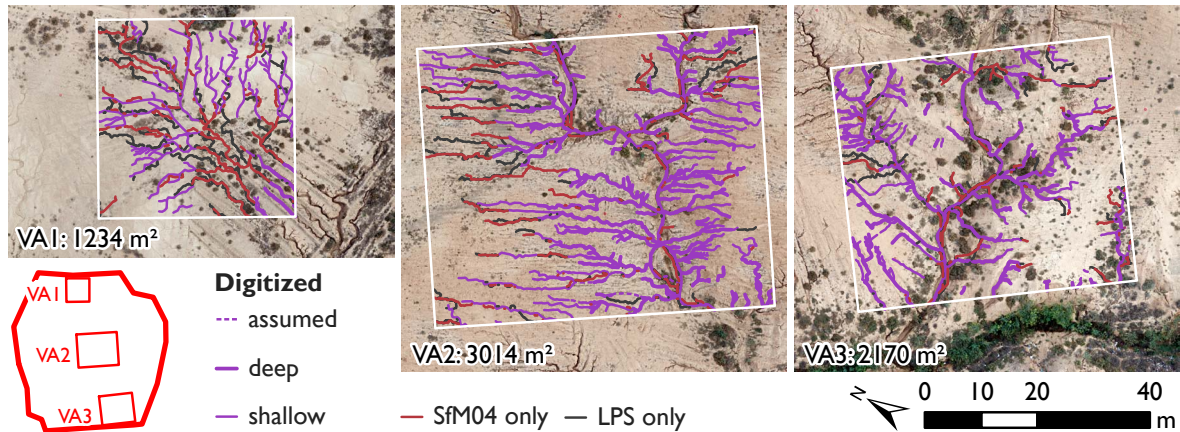 VA1: 1234 m²
VA2: 3014 m²
VA3: 2170 m²
VA1
VA2
VA3
Digitized
assumed
deep
shallow
SfM04 only
LPS only
N
0 10 20 40
m